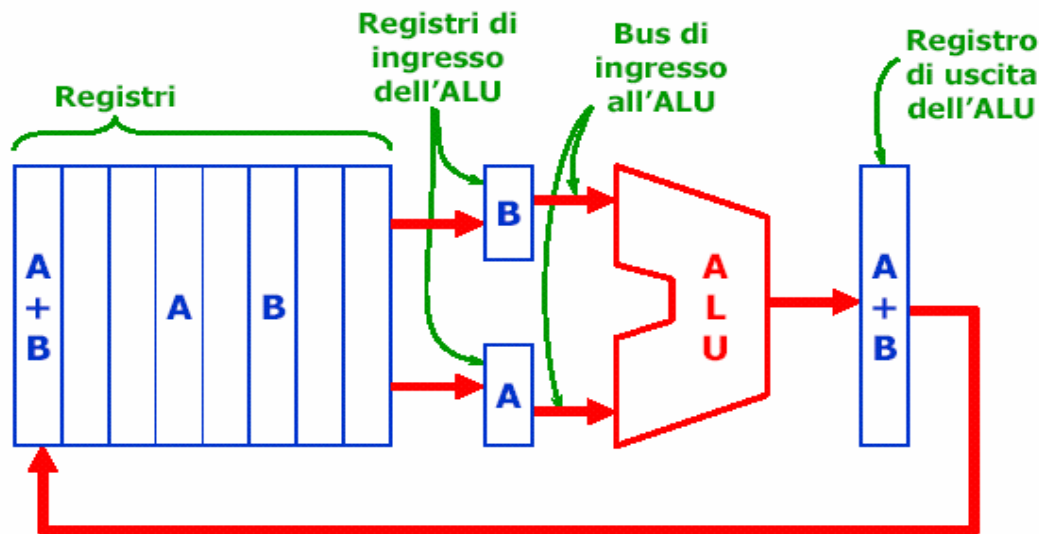 Registri
Registri di
ingresso
dell'ALU
Bus di
ingresso
all'ALU
Registro
di uscita
dell'ALU
A
+
B
A
B
B
A
A
L
U
A
+
B